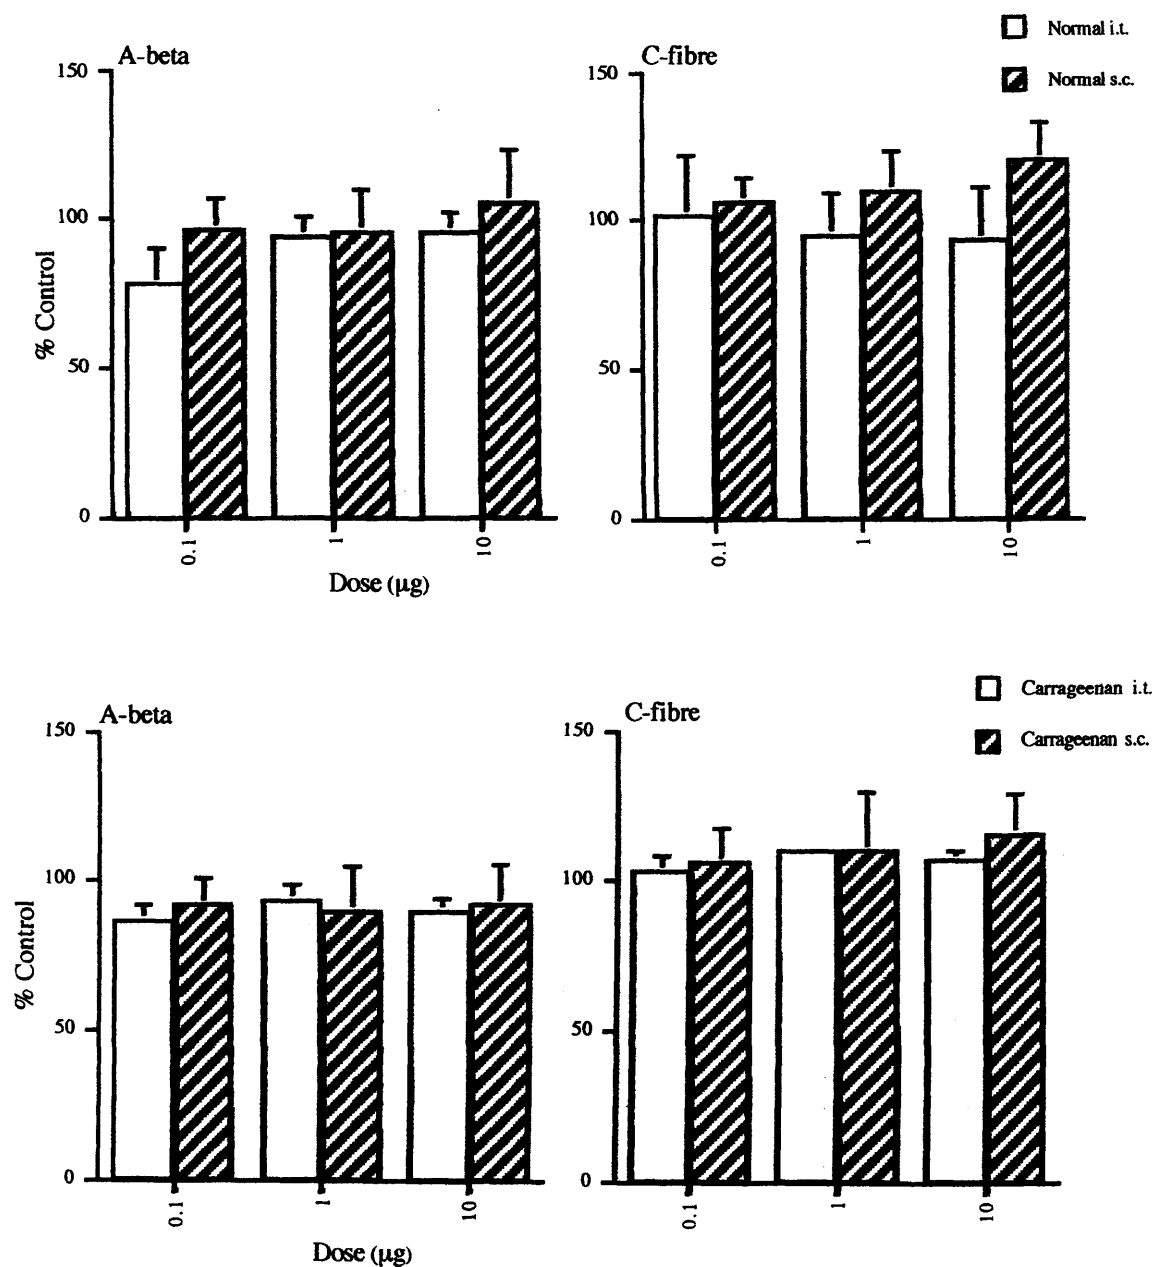 Normal i.t.
Normal s.c.
A-beta
C-fibre
150
100
50
0
% Control
0.1
1
10
Dose (µg)
150
100
50
0
0.1
1
10
Carrageenan i.t.
Carrageenan s.c.
A-beta
C-fibre
150
100
50
0
% Control
0.1
1
10
Dose (µg)
150
100
50
0
0.1
1
10